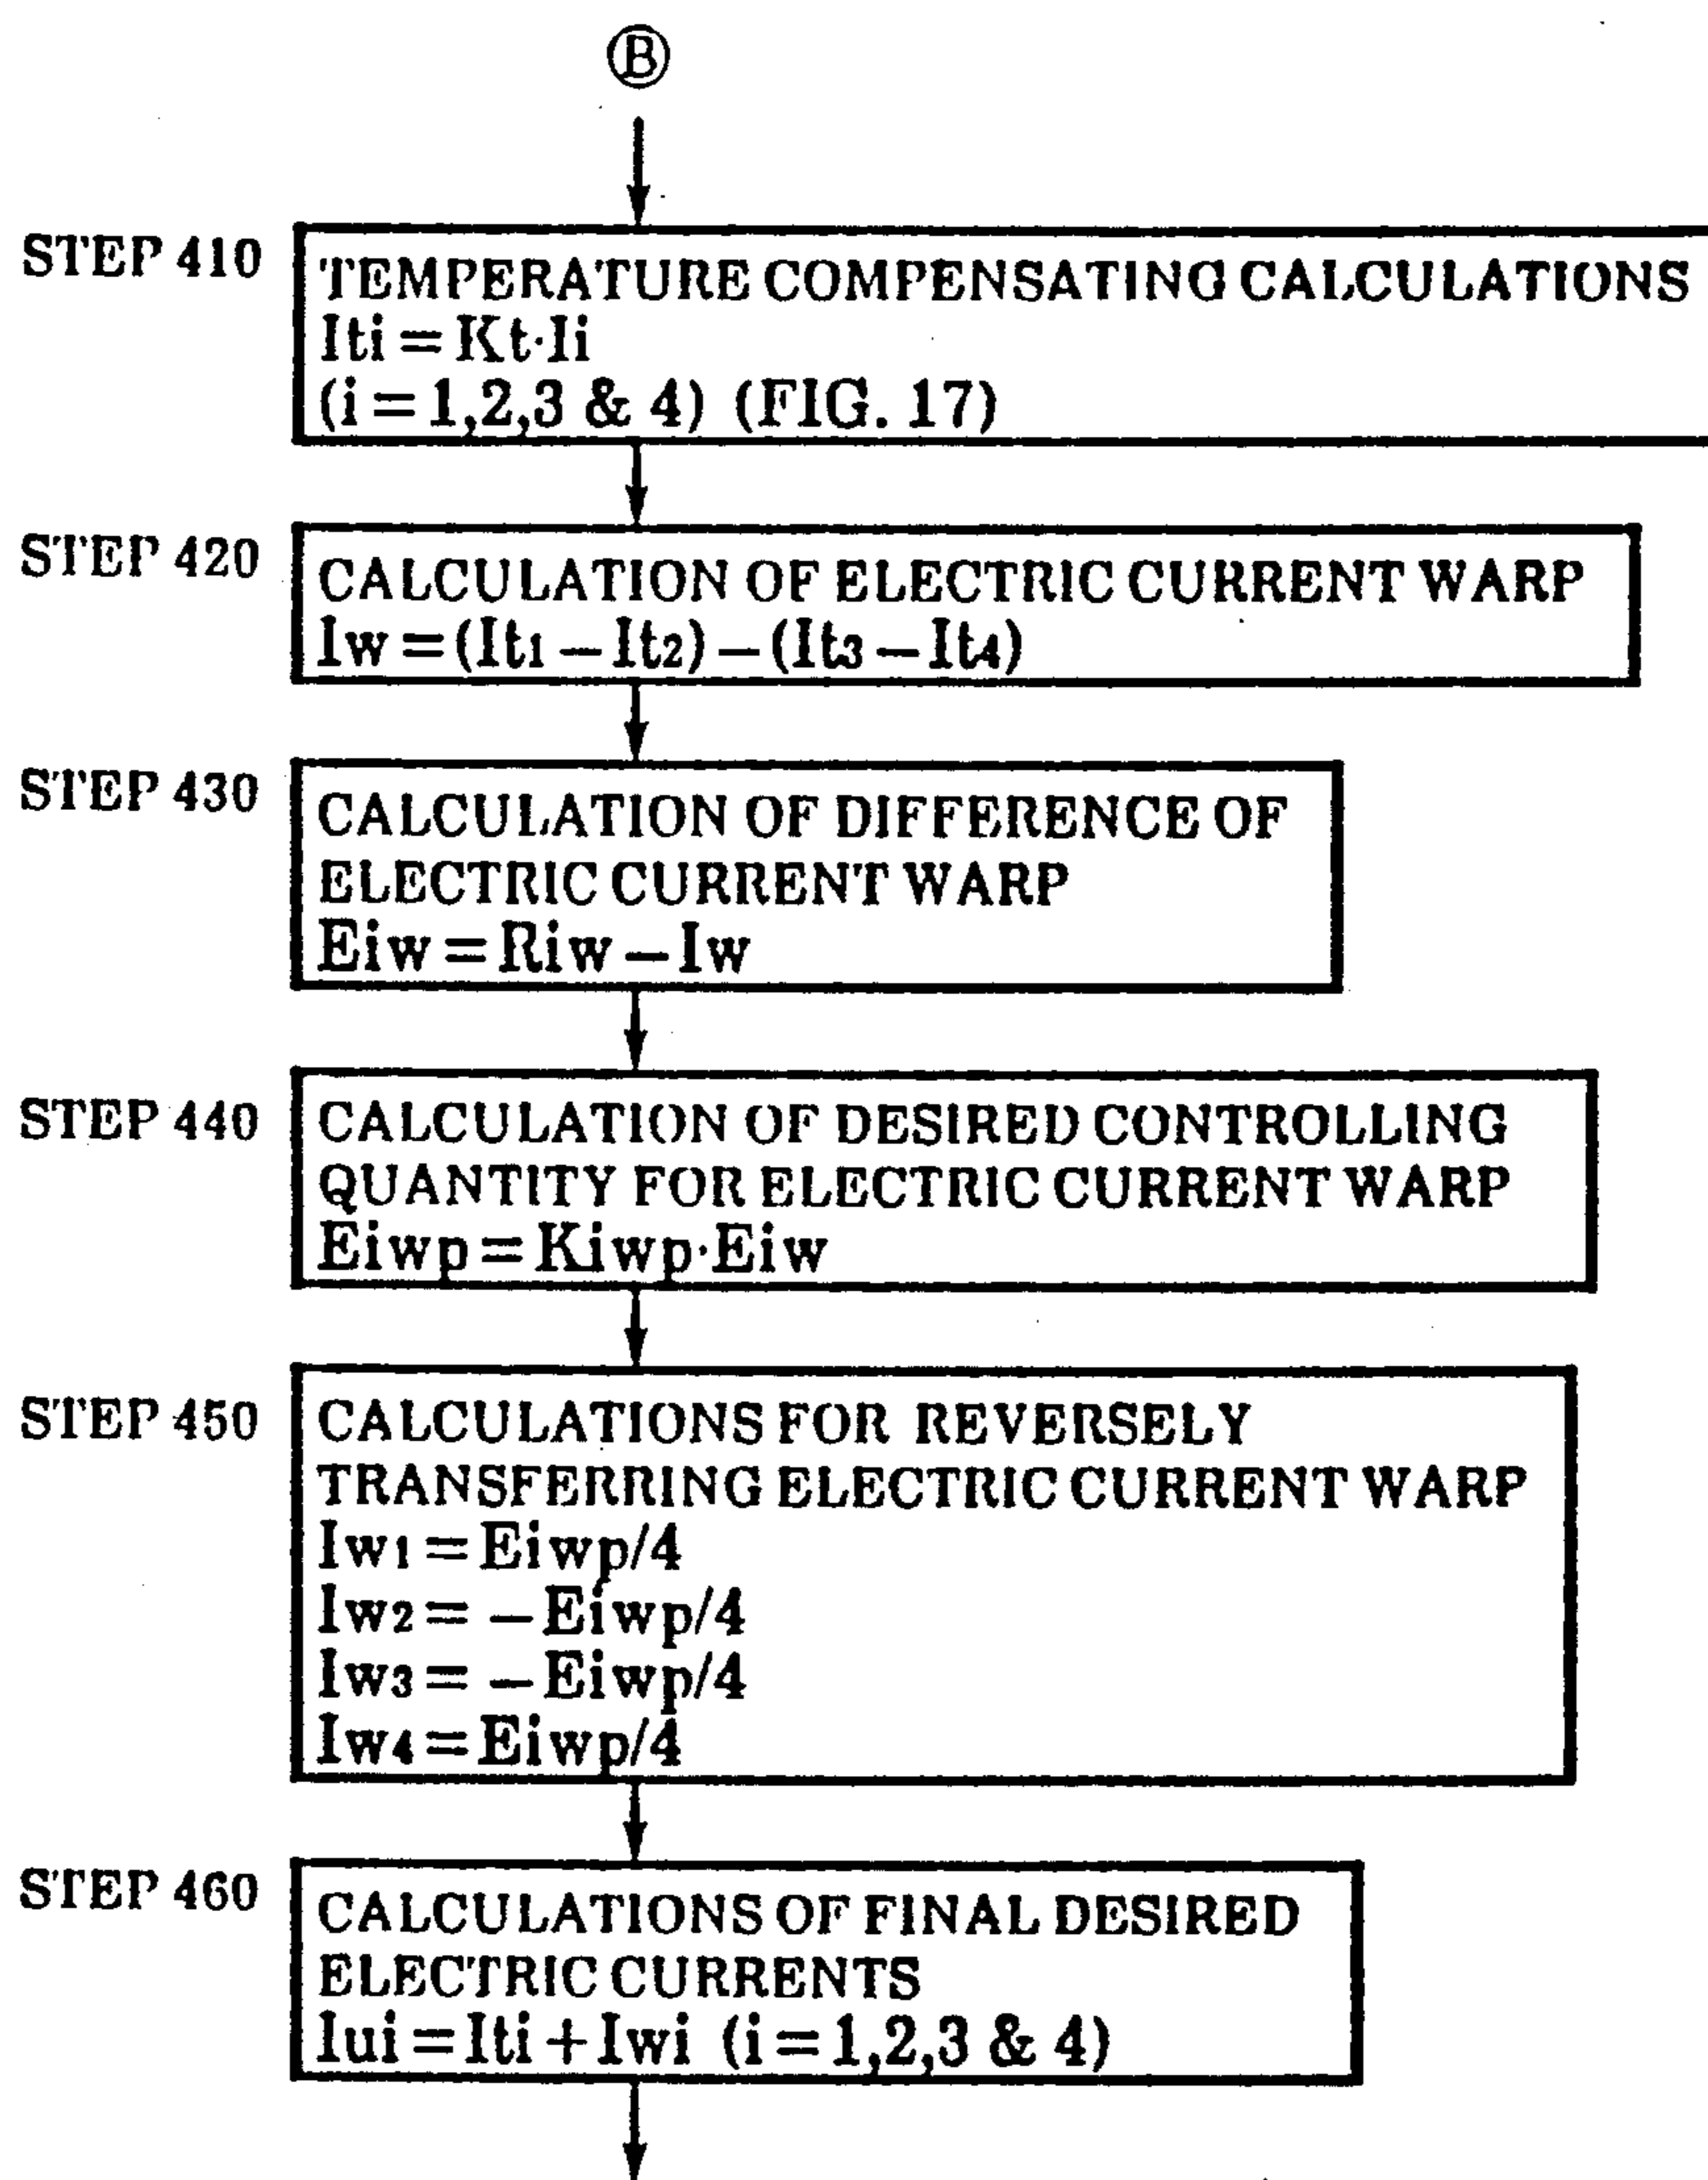 B
STEP 410
TEMPERATURE COMPENSATING CALCULATIONS
Iti = Kt·Ii
(i = 1,2,3 & 4) (FIG. 17)
STEP 420
CALCULATION OF ELECTRIC CURRENT WARP
Iw = (It1 − It2) − (It3 − It4)
STEP 430
CALCULATION OF DIFFERENCE OF
ELECTRIC CURRENT WARP
Eiw = Riw − Iw
STEP 440
CALCULATION OF DESIRED CONTROLLING
QUANTITY FOR ELECTRIC CURRENT WARP
Eiwp = Kiwp·Eiw
STEP 450
CALCULATIONS FOR REVERSELY
TRANSFERRING ELECTRIC CURRENT WARP
Iw1 = Eiwp/4
Iw2 = − Eiwp/4
Iw3 = − Eiwp/4
Iw4 = Eiwp/4
STEP 460
CALCULATIONS OF FINAL DESIRED
ELECTRIC CURRENTS
Iui = Iti + Iwi (i = 1,2,3 & 4)